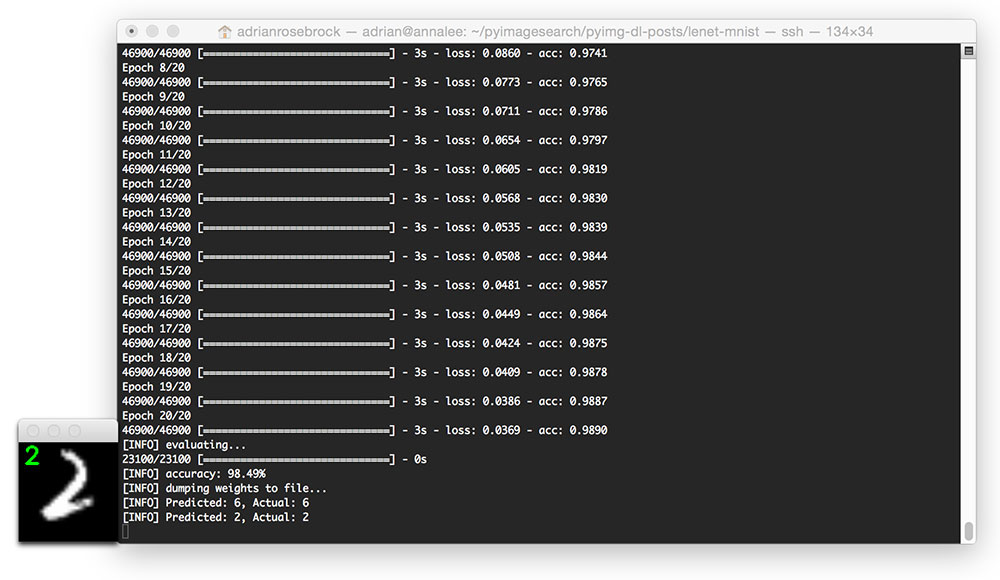 adrianrosebrock — adrian@annalee: ~/pyimagesearch/pyimg-dl-posts/lenet-mnist — ssh — 134×34
46900/46900 [==============================] - 3s - loss: 0.0860 - acc: 0.9741
Epoch 8/20
46900/46900 [==============================] - 3s - loss: 0.0773 - acc: 0.9765
Epoch 9/20
46900/46900 [==============================] - 3s - loss: 0.0711 - acc: 0.9786
Epoch 10/20
46900/46900 [==============================] - 3s - loss: 0.0654 - acc: 0.9797
Epoch 11/20
46900/46900 [==============================] - 3s - loss: 0.0605 - acc: 0.9819
Epoch 12/20
46900/46900 [==============================] - 3s - loss: 0.0568 - acc: 0.9830
Epoch 13/20
46900/46900 [==============================] - 3s - loss: 0.0535 - acc: 0.9839
Epoch 14/20
46900/46900 [==============================] - 3s - loss: 0.0508 - acc: 0.9844
Epoch 15/20
46900/46900 [==============================] - 3s - loss: 0.0481 - acc: 0.9857
Epoch 16/20
46900/46900 [==============================] - 3s - loss: 0.0449 - acc: 0.9864
Epoch 17/20
46900/46900 [==============================] - 3s - loss: 0.0424 - acc: 0.9875
Epoch 18/20
46900/46900 [==============================] - 3s - loss: 0.0409 - acc: 0.9878
Epoch 19/20
46900/46900 [==============================] - 3s - loss: 0.0386 - acc: 0.9887
Epoch 20/20
46900/46900 [==============================] - 3s - loss: 0.0369 - acc: 0.9890
[INFO] evaluating...
23100/23100 [==============================] - 0s
[INFO] accuracy: 98.49%
[INFO] dumping weights to file...
[INFO] Predicted: 6, Actual: 6
[INFO] Predicted: 2, Actual: 2
2
2